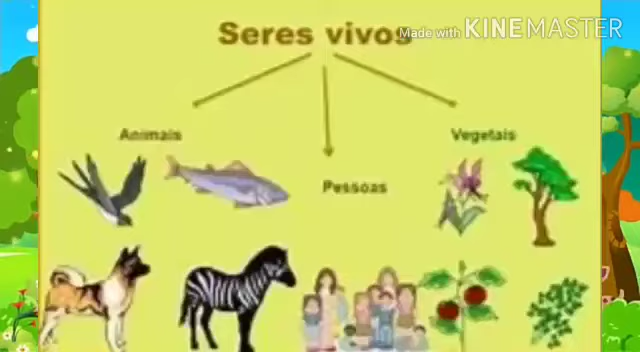 Seres vivos
Made with KINEMASTER
Animais
Vegetais
Pessoas